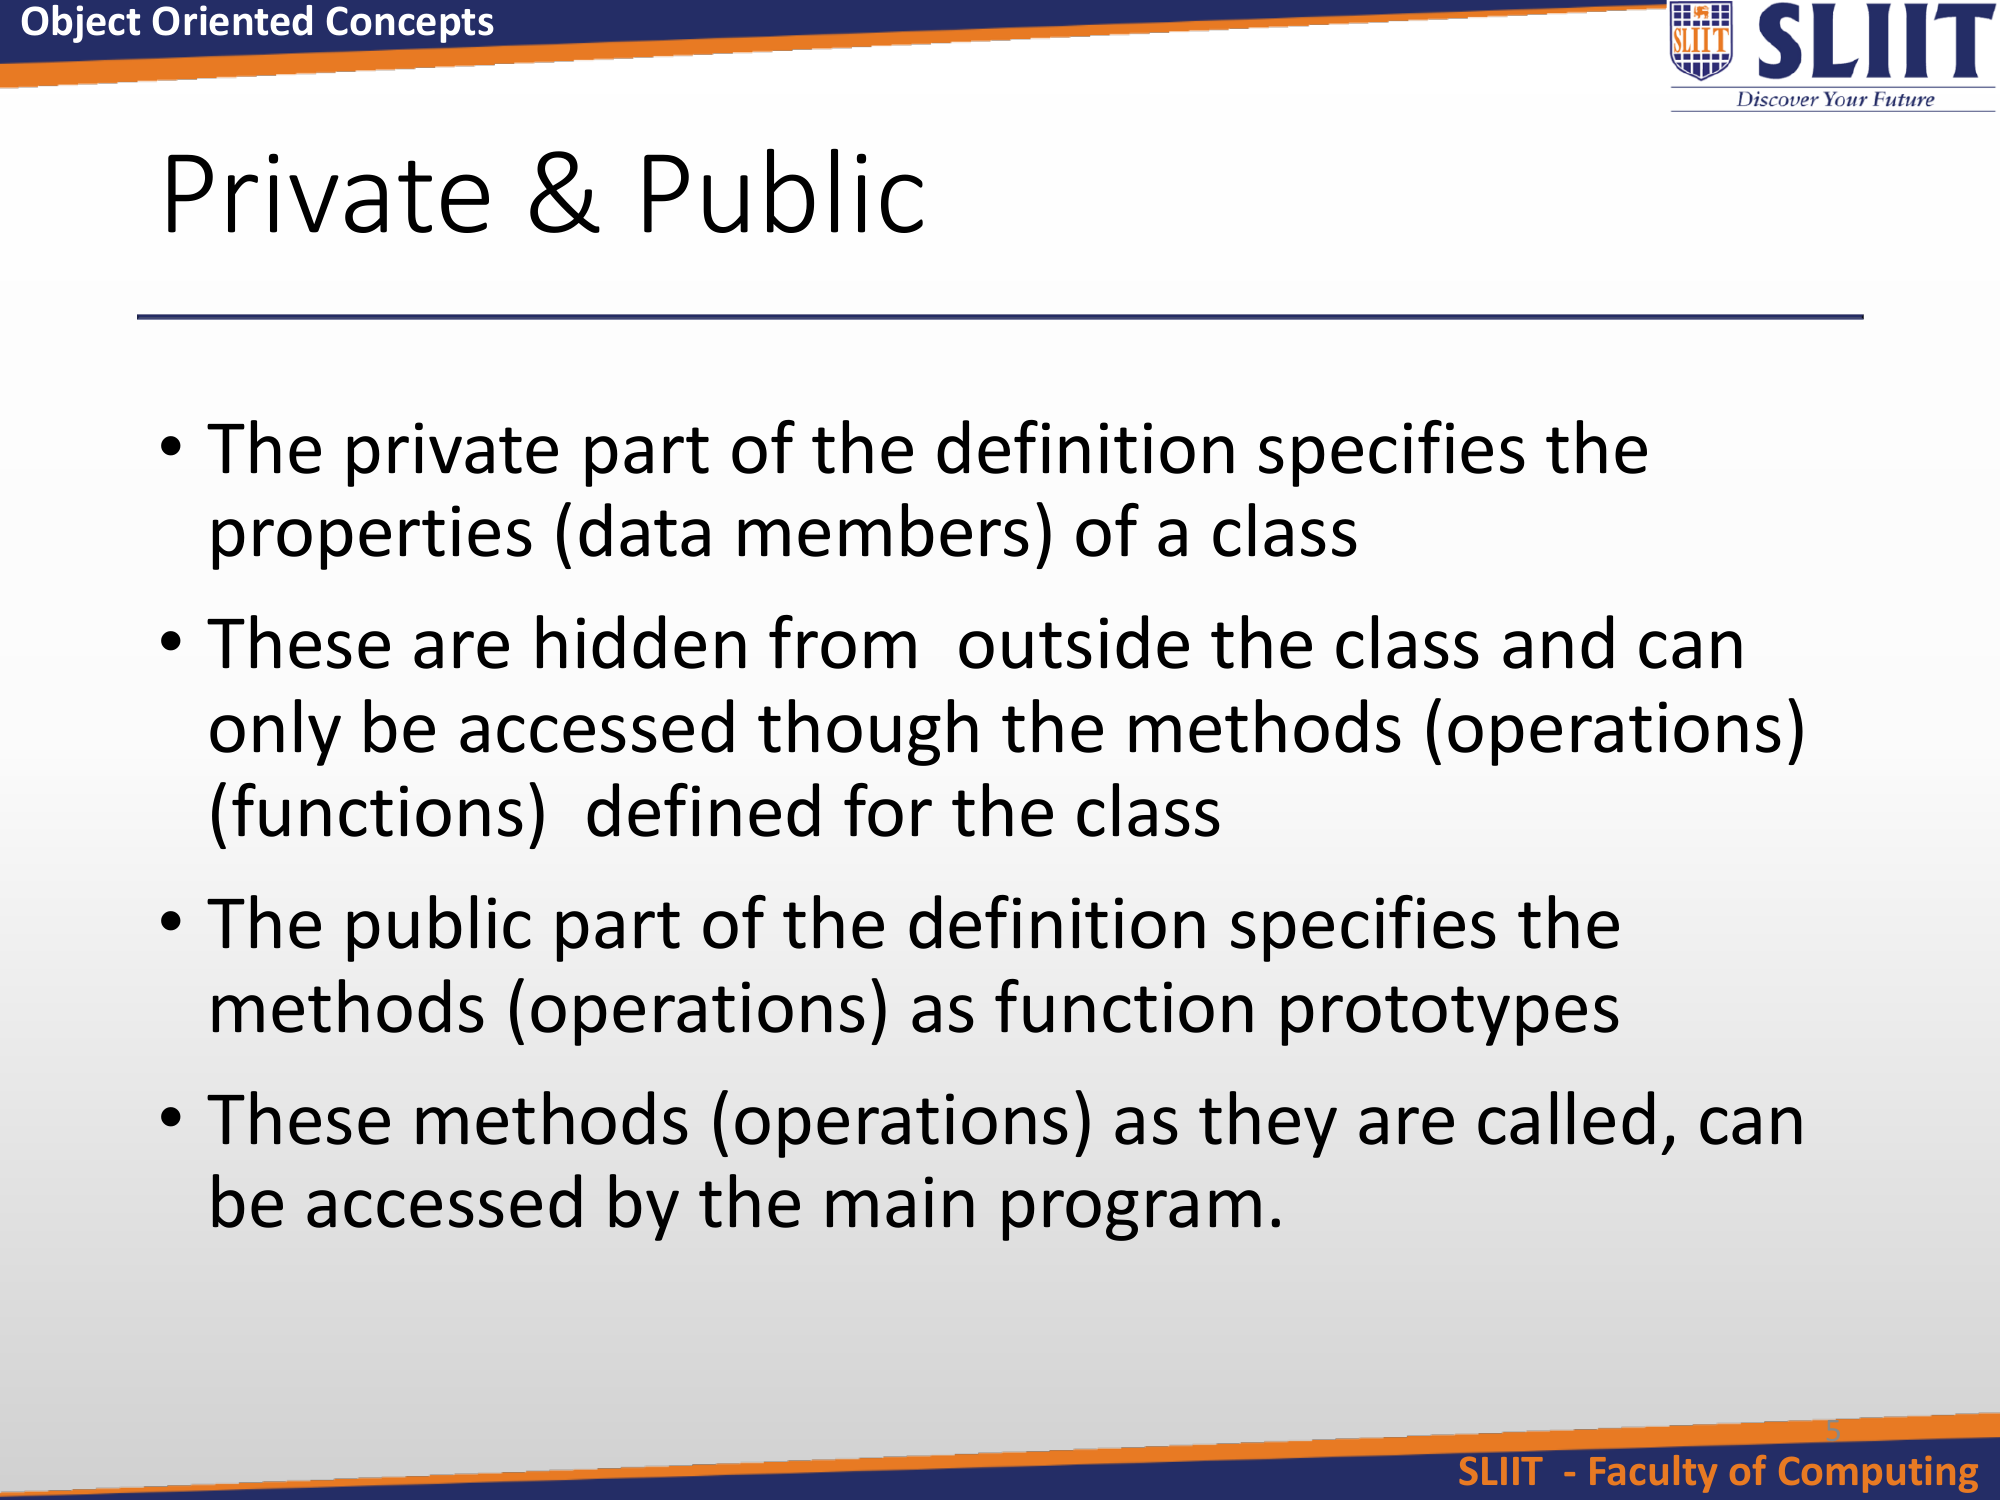 Object Oriented Concepts
SLIIT
SLIIT
Discover Your Future
Private & Public
• The private part of the definition specifies the
properties (data members) of a class
• These are hidden from  outside the class and can
only be accessed though the methods (operations)
(functions)  defined for the class
• The public part of the definition specifies the
methods (operations) as function prototypes
• These methods (operations) as they are called, can
be accessed by the main program.
5
SLIIT  - Faculty of Computing